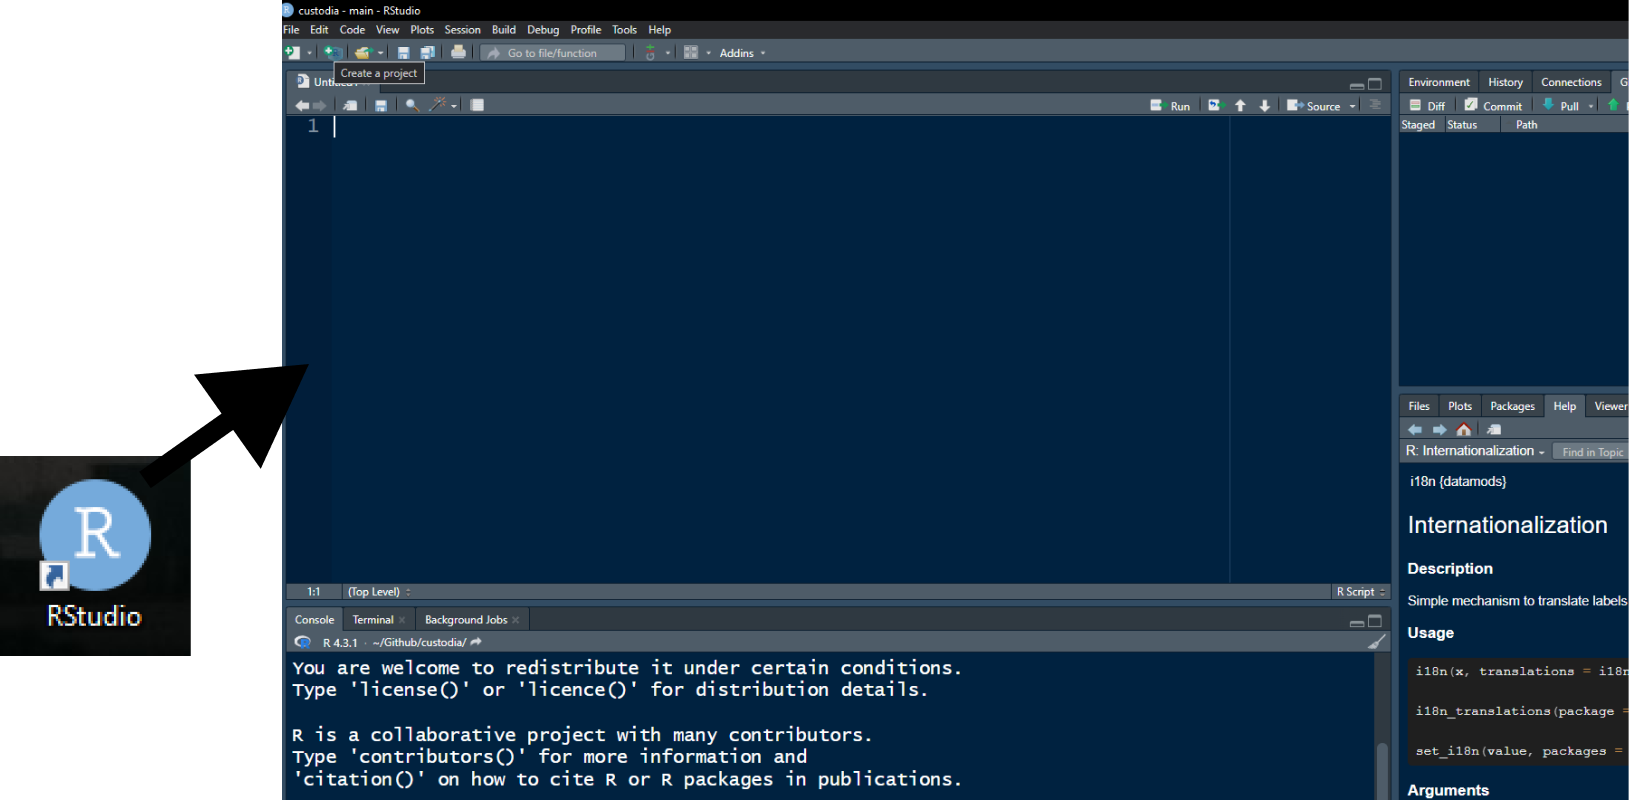 custodia - main - RStudio
File Edit Code View Plots Session Build Debug Profile Tools Help
Go to file/function Addins
Create a project
Run Source
1
1:1 (Top Level) R Script
Console Terminal Background Jobs
R 4.3.1 · ~/Github/custodia/
You are welcome to redistribute it under certain conditions.
Type 'license()' or 'licence()' for distribution details.
R is a collaborative project with many contributors.
Type 'contributors()' for more information and
'citation()' on how to cite R or R packages in publications.
Environment History Connections
Diff Commit Pull
Staged Status Path
Files Plots Packages Help Viewer
R: Internationalization Find in Topic
i18n {datamods}
Internationalization
Description
Simple mechanism to translate labels
Usage
i18n(x, translations = i18n
i18n_translations(package =
set_i18n(value, packages =
Arguments
R
RStudio